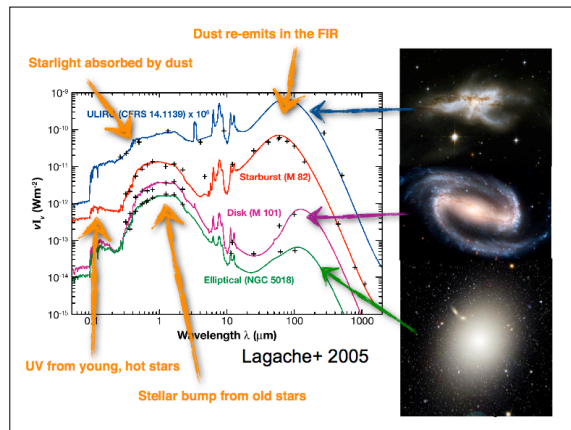 Dust re-emits in the FIR
Starlight absorbed by dust
10-9
ULIRG (CFRS 14.1139) x 10⁶
10-10
10-11
Starburst (M 82)
νIν (Wm-2)
10-12
Disk (M 101)
10-13
Elliptical (NGC 5018)
10-14
10-15
0.1
1
10
100
1000
Wavelength λ (μm)
Lagache+ 2005
UV from young, hot stars
Stellar bump from old stars